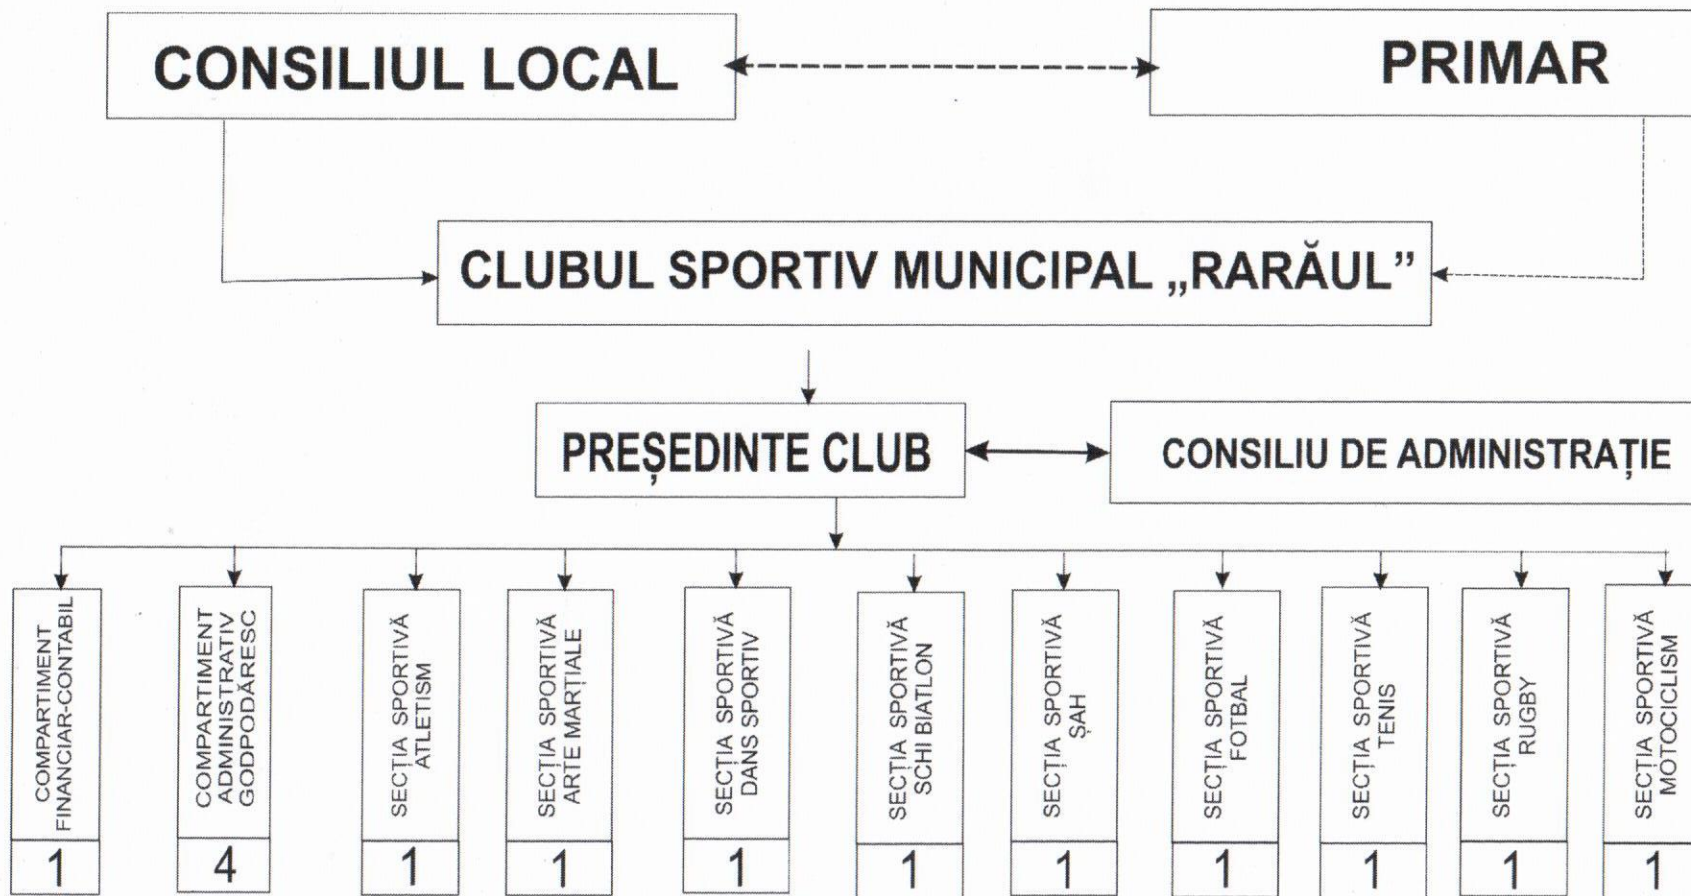 CONSILIUL LOCAL
PRIMAR
CLUBUL SPORTIV MUNICIPAL „RARĂUL”
PREȘEDINTE CLUB
CONSILIU DE ADMINISTRAȚIE
COMPARTIMENT
FINANCIAR-CONTABIL
1
COMPARTIMENT
ADMINISTRATIV
GODPODĂRESC
4
SECȚIA SPORTIVĂ
ATLETISM
1
SECȚIA SPORTIVĂ
ARTE MARȚIALE
1
SECȚIA SPORTIVĂ
DANS SPORTIV
1
SECȚIA SPORTIVĂ
SCHI BIATLON
1
SECȚIA SPORTIVĂ
ȘAH
1
SECȚIA SPORTIVĂ
FOTBAL
1
SECȚIA SPORTIVĂ
TENIS
1
SECȚIA SPORTIVĂ
RUGBY
1
SECȚIA SPORTIVĂ
MOTOCICLISM
1